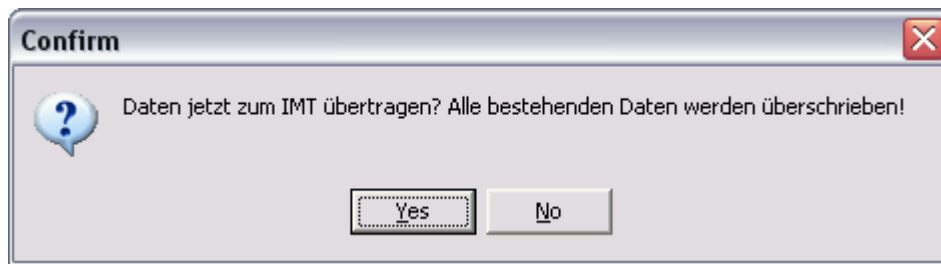 Confirm
Daten jetzt zum IMT übertragen? Alle bestehenden Daten werden überschrieben!
Yes
No